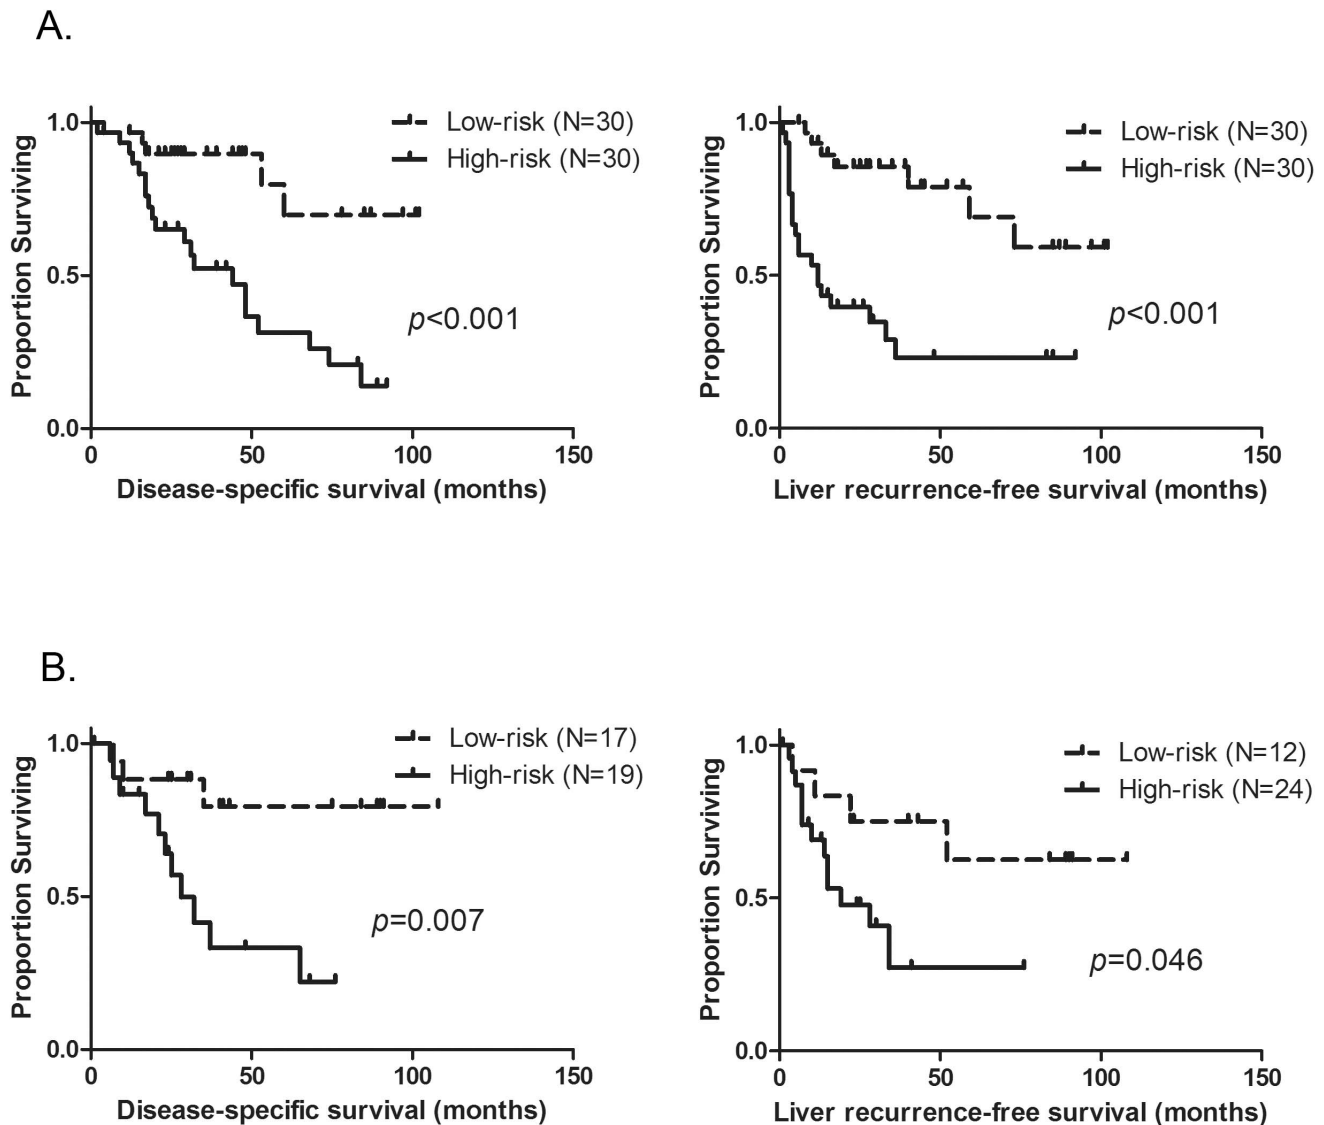 A.
Proportion Surviving
1.0
0.5
0.0
0 50 100 150
Disease-specific survival (months)
Low-risk (N=30)
High-risk (N=30)
p<0.001
Proportion Surviving
1.0
0.5
0.0
0 50 100 150
Liver recurrence-free survival (months)
Low-risk (N=30)
High-risk (N=30)
p<0.001
B.
Proportion Surviving
1.0
0.5
0.0
0 50 100 150
Disease-specific survival (months)
Low-risk (N=17)
High-risk (N=19)
p=0.007
Proportion Surviving
1.0
0.5
0.0
0 50 100 150
Liver recurrence-free survival (months)
Low-risk (N=12)
High-risk (N=24)
p=0.046